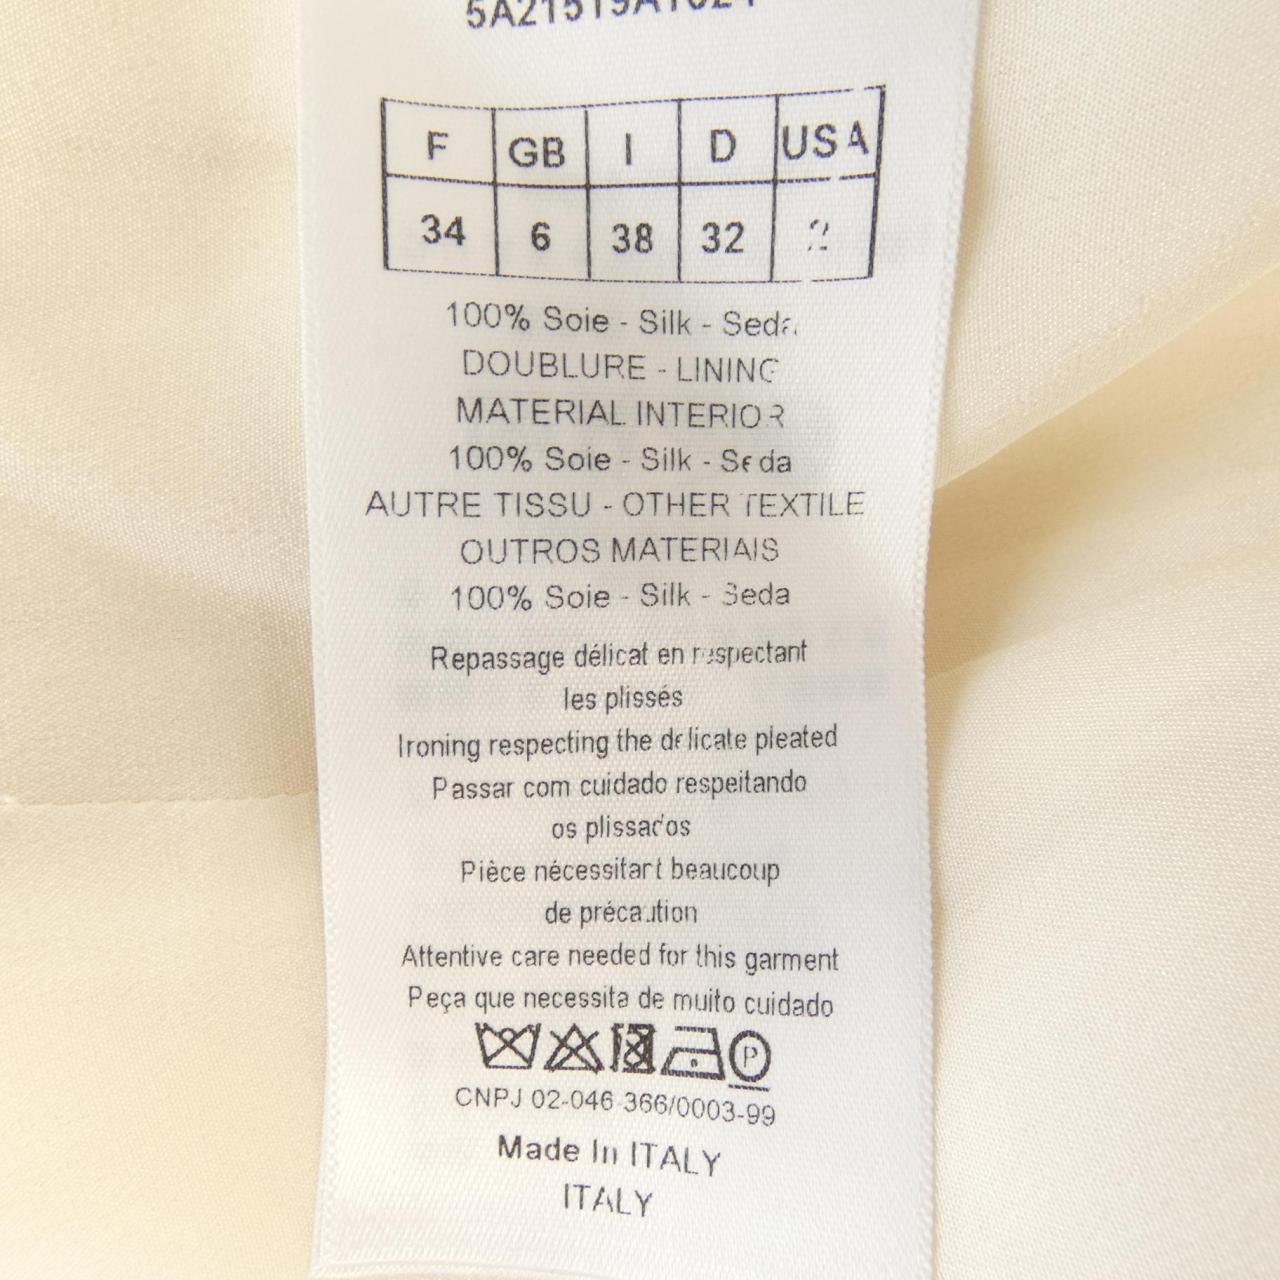 F GB I D USA
34 6 38 32 2
100% Soie - Silk - Seda
DOUBLURE - LINING
MATERIAL INTERIOR
100% Soie - Silk - Seda
AUTRE TISSU - OTHER TEXTILE
OUTROS MATERIAIS
100% Soie - Silk - Seda
Repassage délicat en respectant
les plissés
Ironing respecting the delicate pleated
Passar com cuidado respeitando
os plissados
Pièce nécessitant beaucoup
de précaution
Attentive care needed for this garment
Peça que necessita de muito cuidado
P
CNPJ 02-046 366/0003-99
Made In ITALY
ITALY